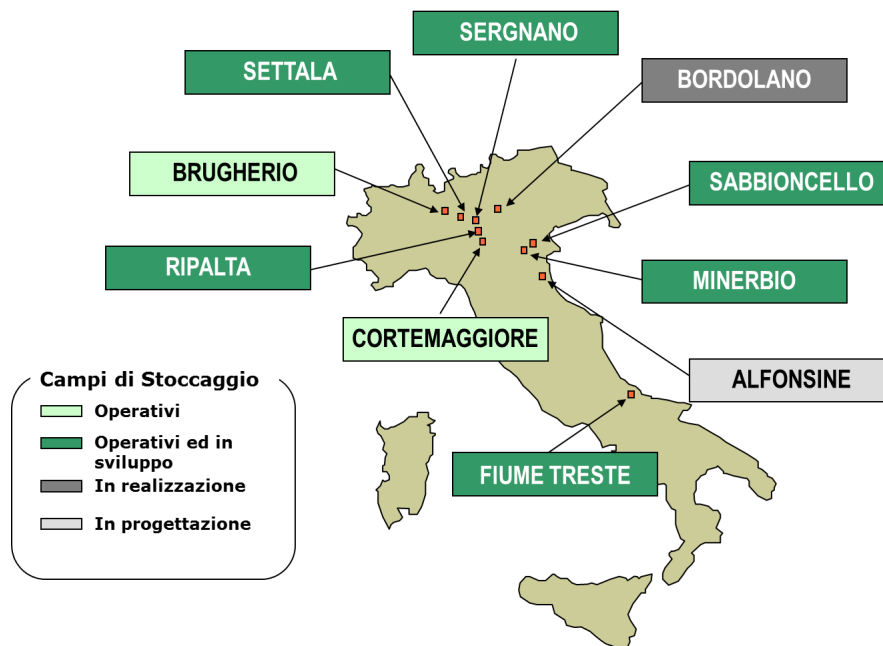 SERGNANO
SETTALA
BORDOLANO
BRUGHERIO
SABBIONCELLO
RIPALTA
MINERBIO
CORTEMAGGIORE
ALFONSINE
FIUME TRESTE
Campi di Stoccaggio
Operativi
Operativi ed in
sviluppo
In realizzazione
In progettazione